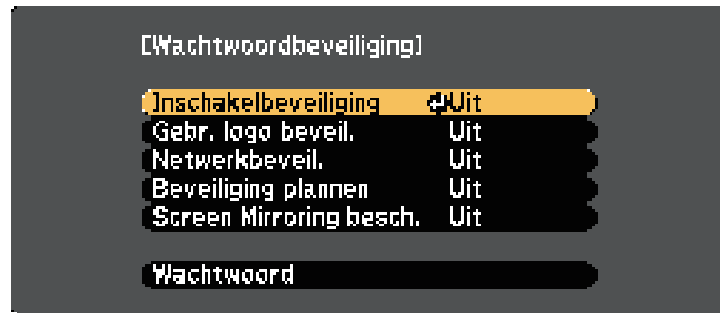 [Wachtwoordbeveiliging]
Inschakelbeveiliging Uit
Gebr. logo beveil. Uit
Netwerkbeveil. Uit
Beveiliging plannen Uit
Screen Mirroring besch. Uit
Wachtwoord